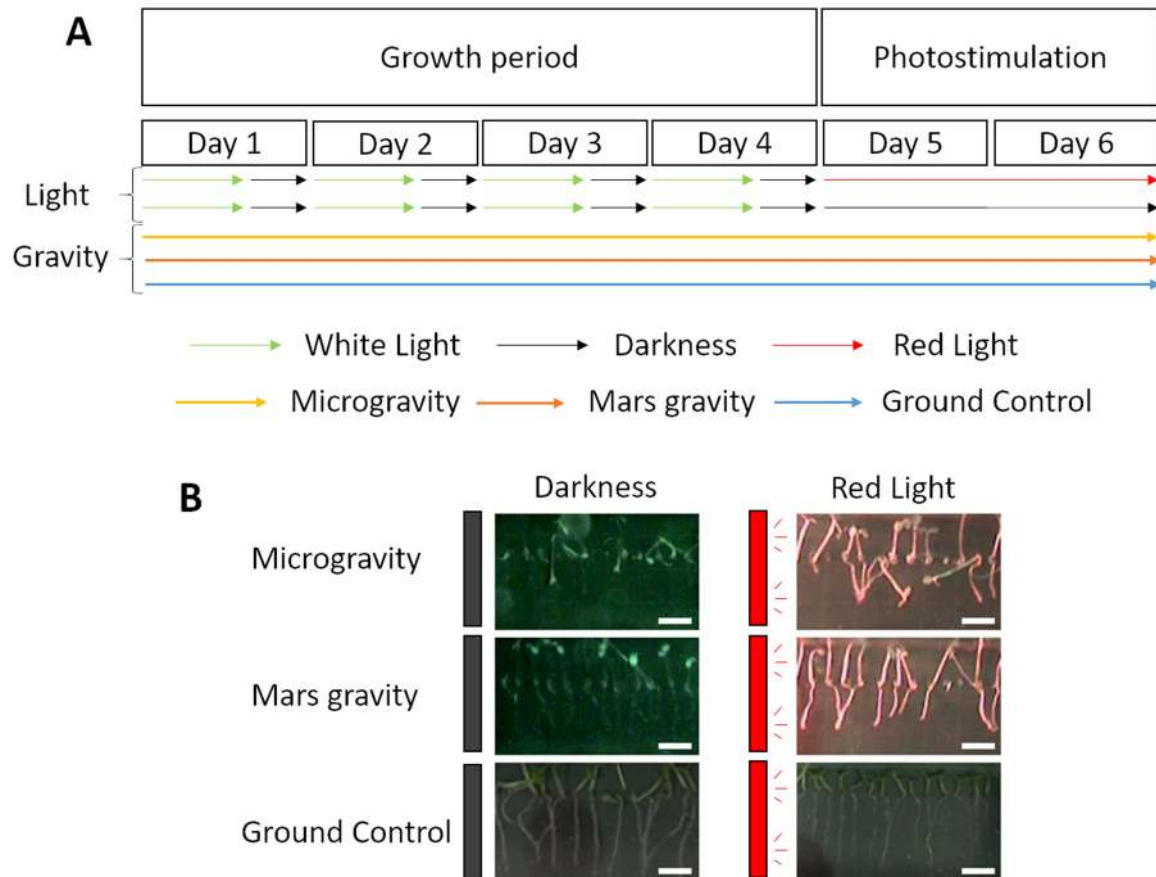 A
Growth period Photostimulation
Day 1 Day 2 Day 3 Day 4 Day 5 Day 6
Light
Gravity
White Light Darkness Red Light
Microgravity Mars gravity Ground Control
B
Darkness Red Light
Microgravity
Mars gravity
Ground Control